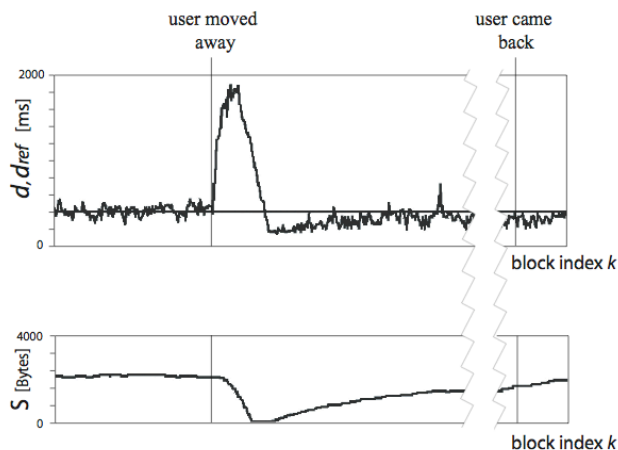 user moved
away
user came
back
2000
d,dref [ms]
0
block index k
4000
S [Bytes]
0
block index k